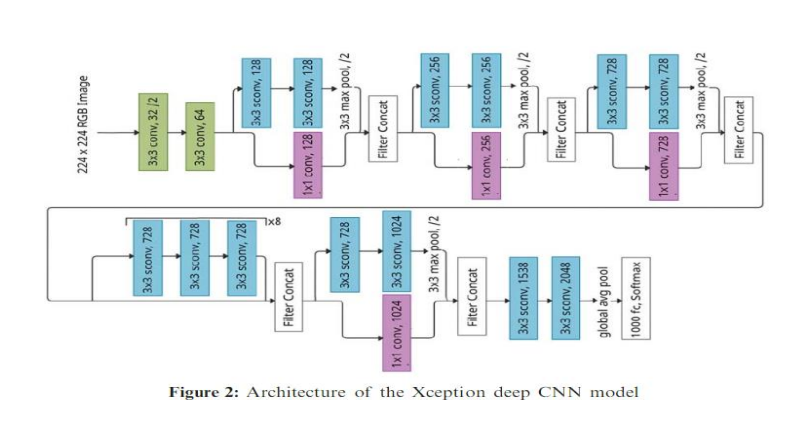 224 x 224 RGB Image
3x3 conv, 32 /2
3x3 conv, 64
3x3 sconv, 128
3x3 sconv, 128
3x3 max pool, /2
1x1 conv, 128
Filter Concat
3x3 sconv, 256
3x3 sconv, 256
3x3 max pool, /2
1x1 conv, 256
Filter Concat
3x3 sconv, 728
3x3 sconv, 728
3x3 max pool, /2
1x1 conv, 728
Filter Concat
3x3 sconv, 728
3x3 sconv, 728
3x3 sconv, 728
x8
Filter Concat
3x3 sconv, 728
3x3 sconv, 1024
3x3 max pool, /2
1x1 conv, 1024
Filter Concat
3x3 sconv, 1538
3x3 sconv, 2048
global avg pool
1000 fc, Sofmax
Figure 2: Architecture of the Xception deep CNN model